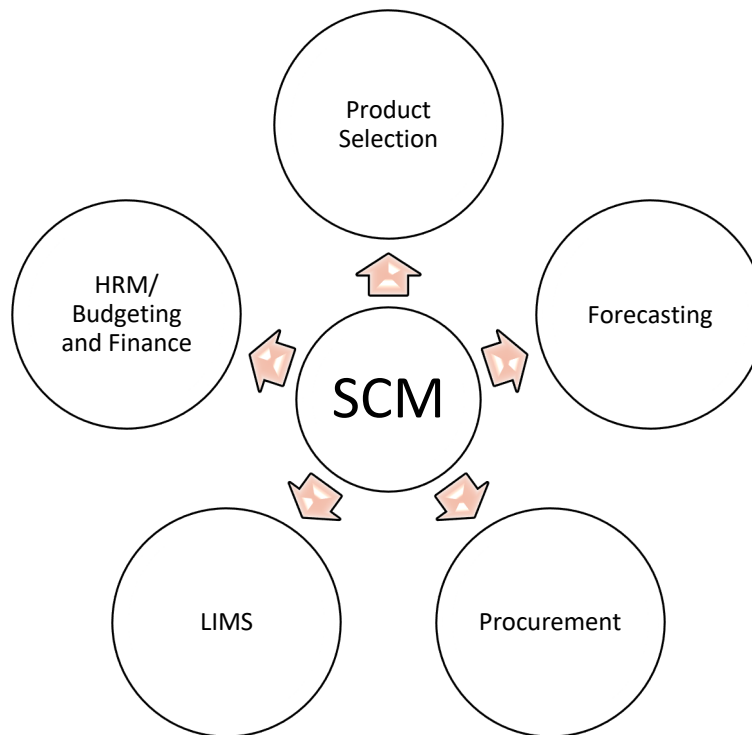 Product
Selection
HRM/
Budgeting
and Finance
Forecasting
SCM
LIMS
Procurement